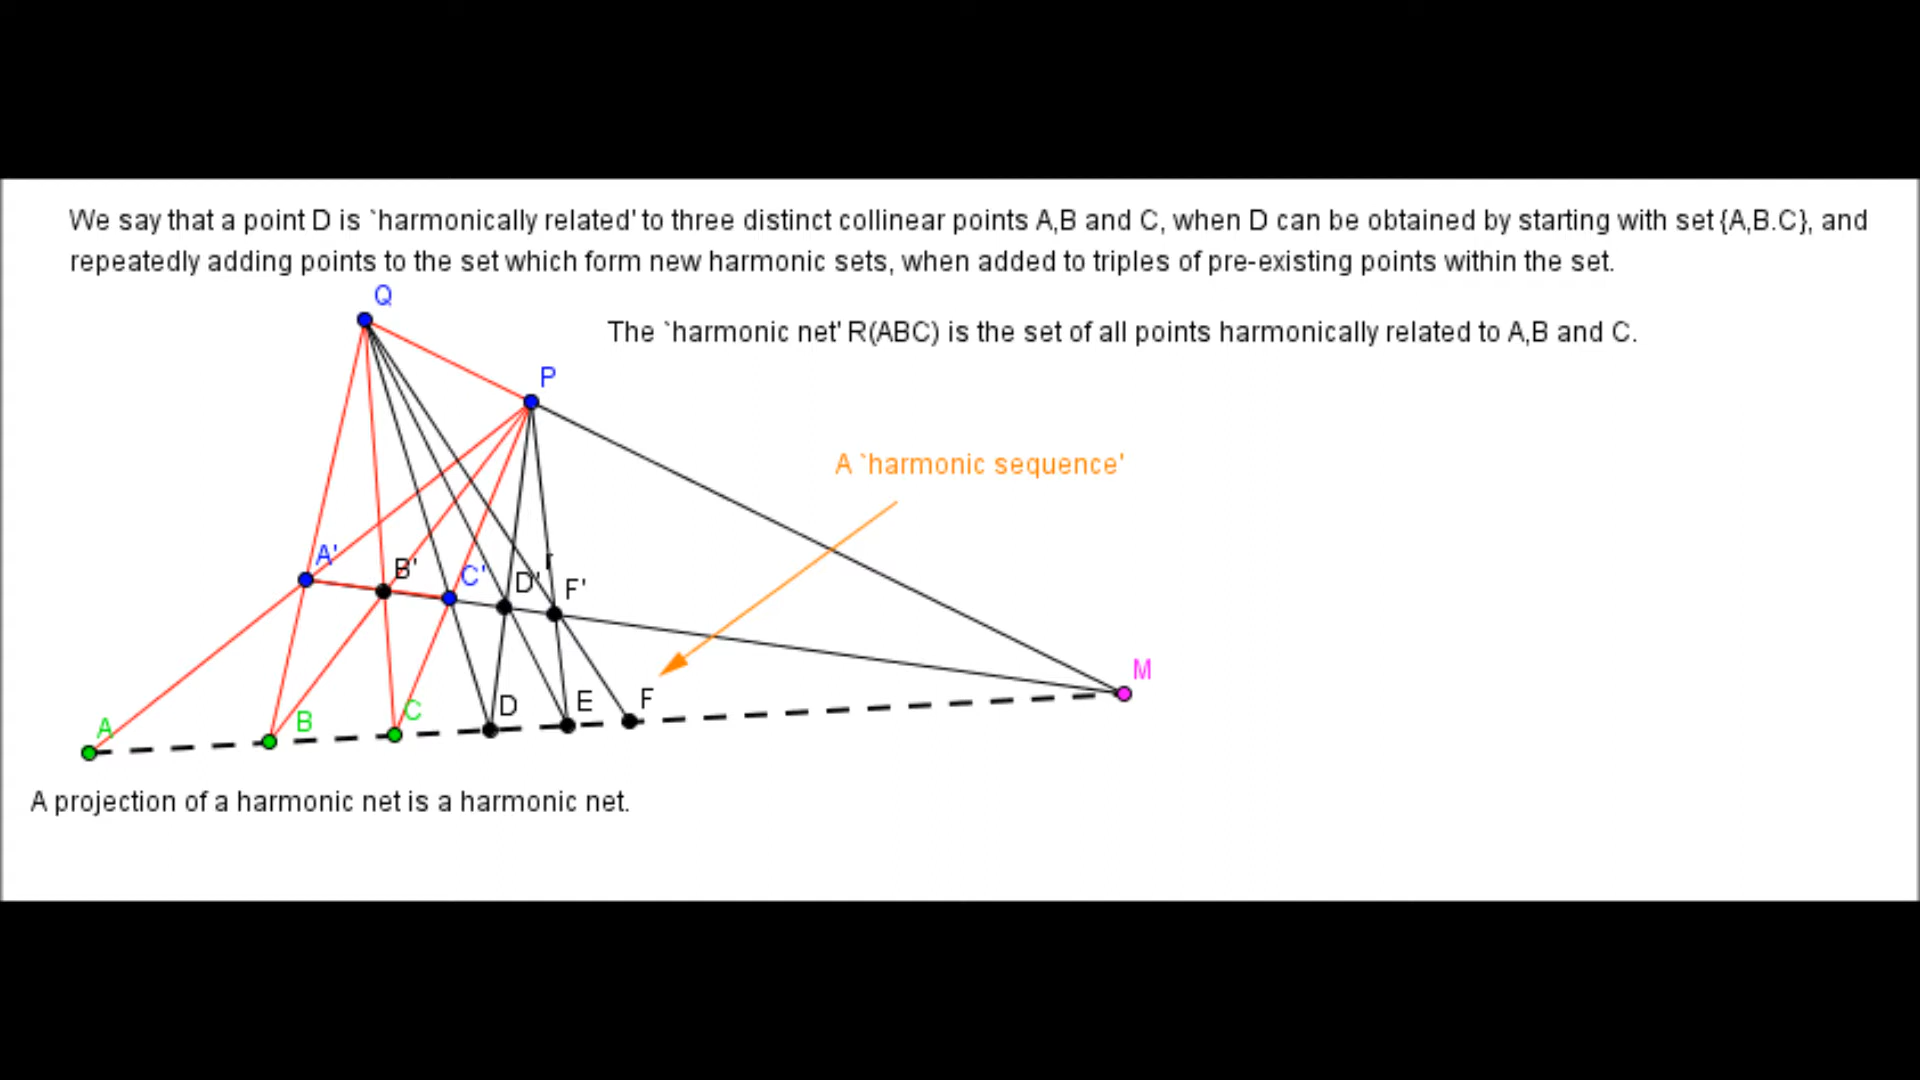 We say that a point D is `harmonically related' to three distinct collinear points A,B and C, when D can be obtained by starting with set {A,B.C}, and
repeatedly adding points to the set which form new harmonic sets, when added to triples of pre-existing points within the set.
Q
The `harmonic net' R(ABC) is the set of all points harmonically related to A,B and C.
P
A `harmonic sequence'
A'
B'
C'
D'
F'
M
A
B
C
D
E
F
A projection of a harmonic net is a harmonic net.